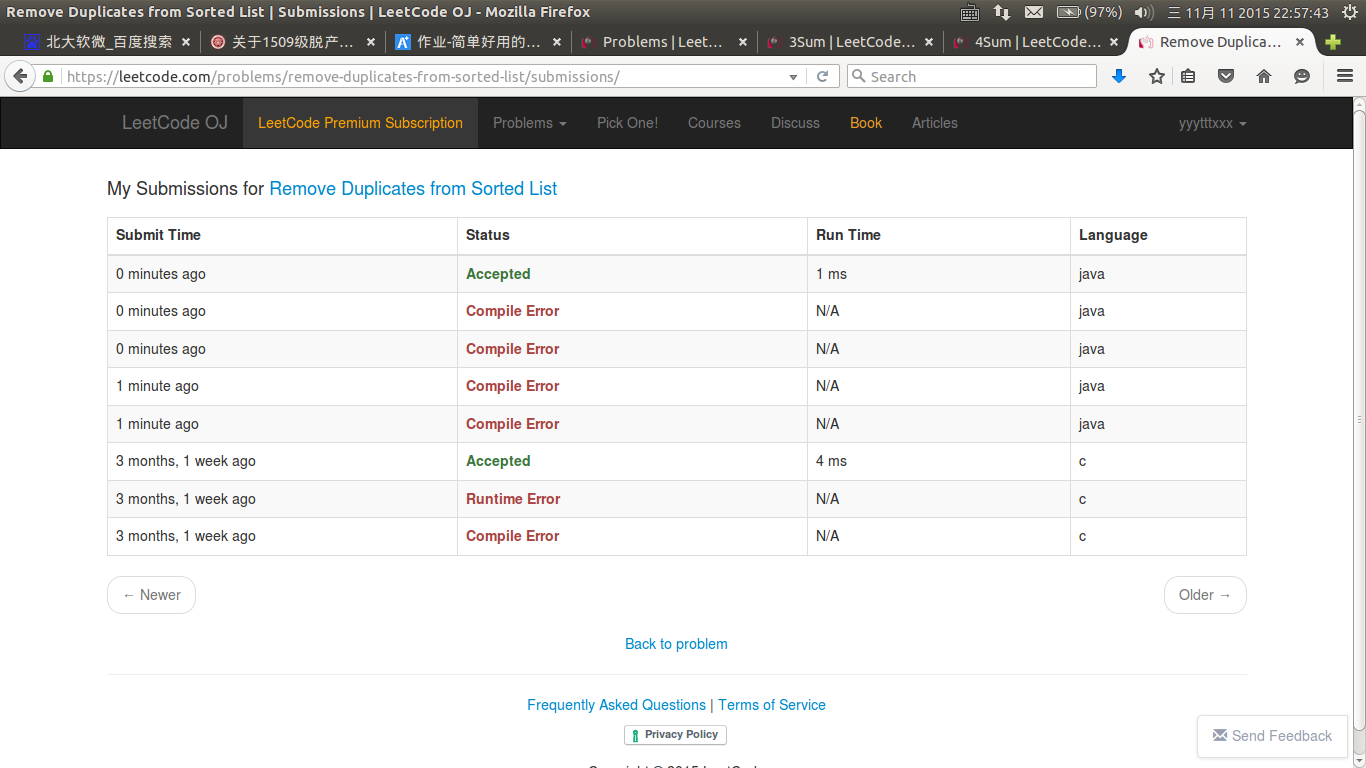 Remove Duplicates from Sorted List | Submissions | LeetCode OJ - Mozilla Firefox (97%) 三 11月 11 2015 22:57:43
北大软微_百度搜索 关于1509级脱产… 作业-简单好用的… Problems | Leet… 3Sum | LeetCode… 4Sum | LeetCode… Remove Duplica…
https://leetcode.com/problems/remove-duplicates-from-sorted-list/submissions/ Search
LeetCode OJ LeetCode Premium Subscription Problems Pick One! Courses Discuss Book Articles yyytttxxx
My Submissions for Remove Duplicates from Sorted List
Submit Time Status Run Time Language
0 minutes ago Accepted 1 ms java
0 minutes ago Compile Error N/A java
0 minutes ago Compile Error N/A java
1 minute ago Compile Error N/A java
1 minute ago Compile Error N/A java
3 months, 1 week ago Accepted 4 ms c
3 months, 1 week ago Runtime Error N/A c
3 months, 1 week ago Compile Error N/A c
← Newer Older →
Back to problem
Frequently Asked Questions | Terms of Service
Privacy Policy
Send Feedback
Copyright © 2015 LeetCode